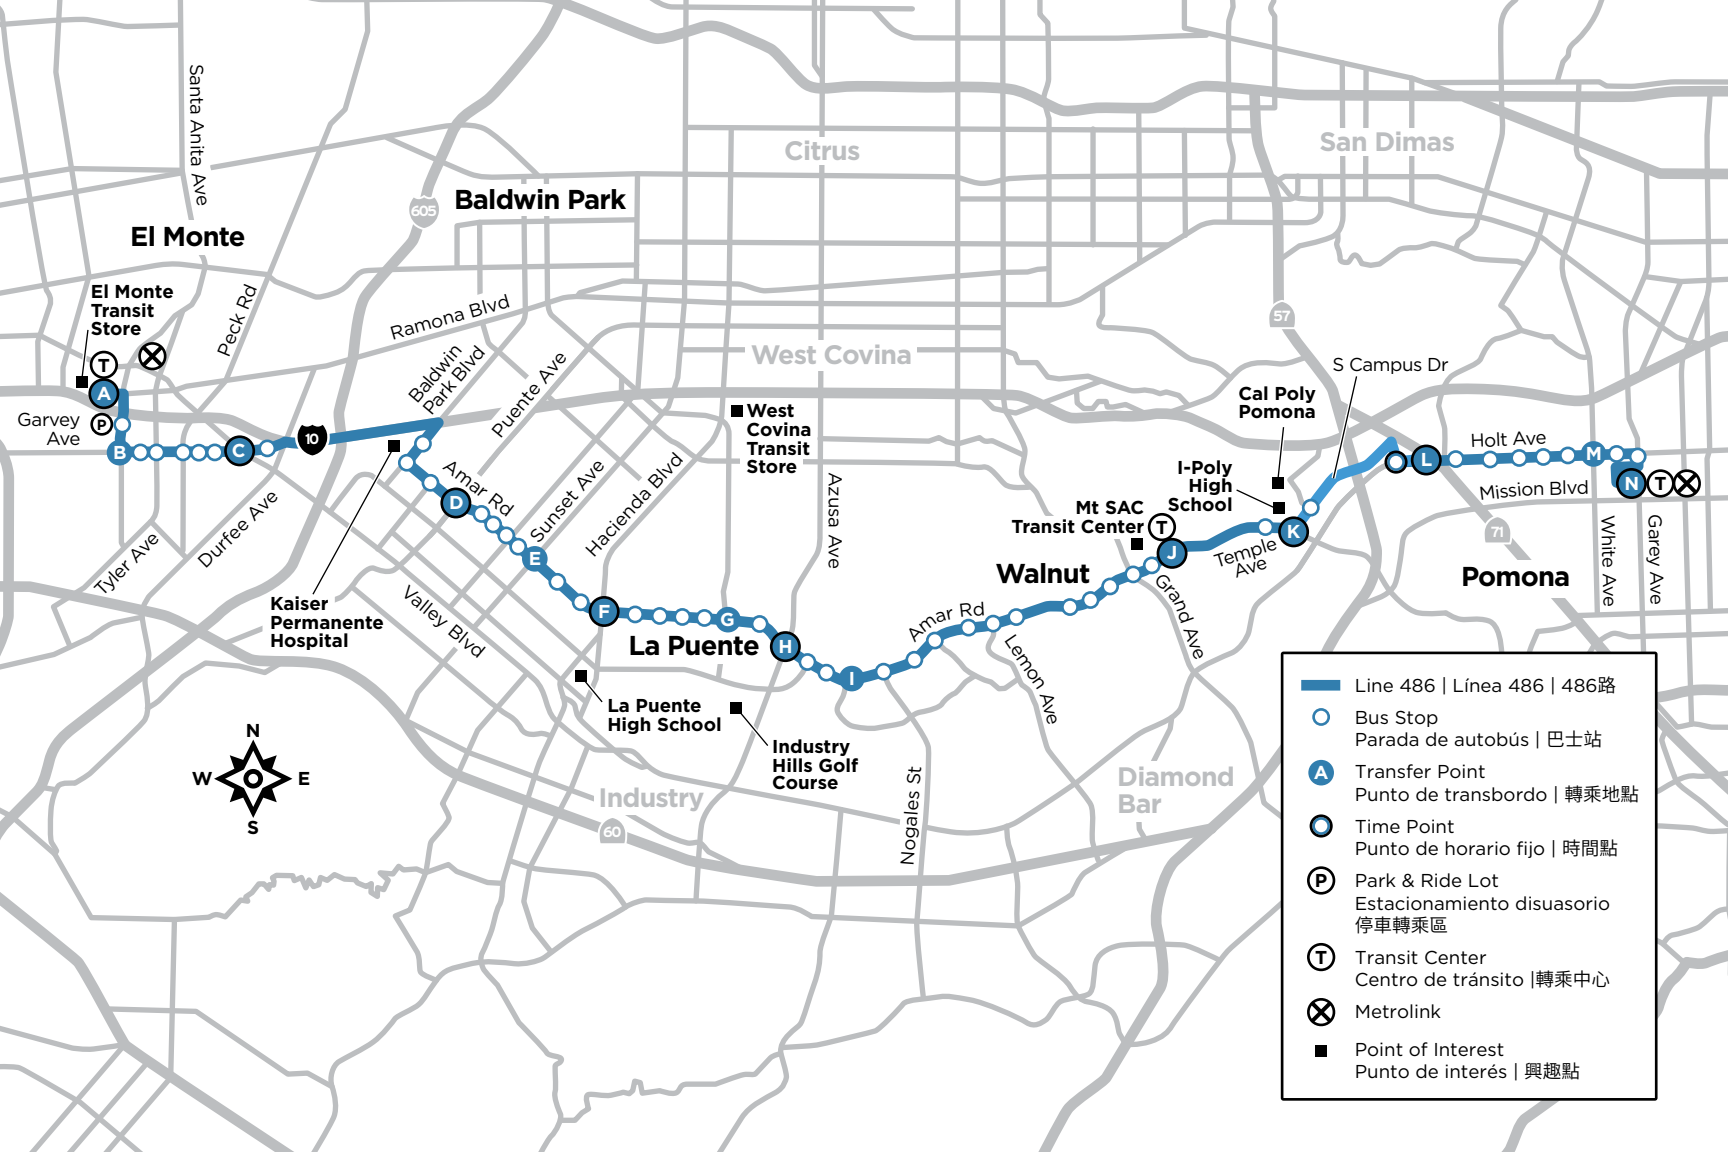 Santa Anita Ave
Citrus
San Dimas
605
Baldwin Park
El Monte
El Monte
Transit
Store
Peck Rd
Ramona Blvd
57
T
A
Garvey
Ave
P
B
C
10
Baldwin
Park Blvd
Puente Ave
West Covina
S Campus Dr
Cal Poly
Pomona
West
Covina
Transit
Store
Holt Ave
L
M
N
T
Mission Blvd
I-Poly
High
School
Mt SAC
Transit Center
T
J
K
Temple
Ave
71
Amar Rd
D
Sunset Ave
E
Hacienda Blvd
Azusa Ave
Tyler Ave
Durfee Ave
Kaiser
Permanente
Hospital
Valley Blvd
F
G
La Puente
H
I
Walnut
Amar Rd
Lemon Ave
Grand Ave
Pomona
White Ave
Garey Ave
La Puente
High School
Industry
Hills Golf
Course
N
W
E
S
Industry
60
Nogales St
Diamond
Bar
Line 486 | Línea 486 | 486路
Bus Stop
Parada de autobús | 巴士站
A
Transfer Point
Punto de transbordo | 轉乘地點
Time Point
Punto de horario fijo | 時間點
P
Park & Ride Lot
Estacionamiento disuasorio
停車轉乘區
T
Transit Center
Centro de tránsito |轉乘中心
Metrolink
Point of Interest
Punto de interés | 興趣點